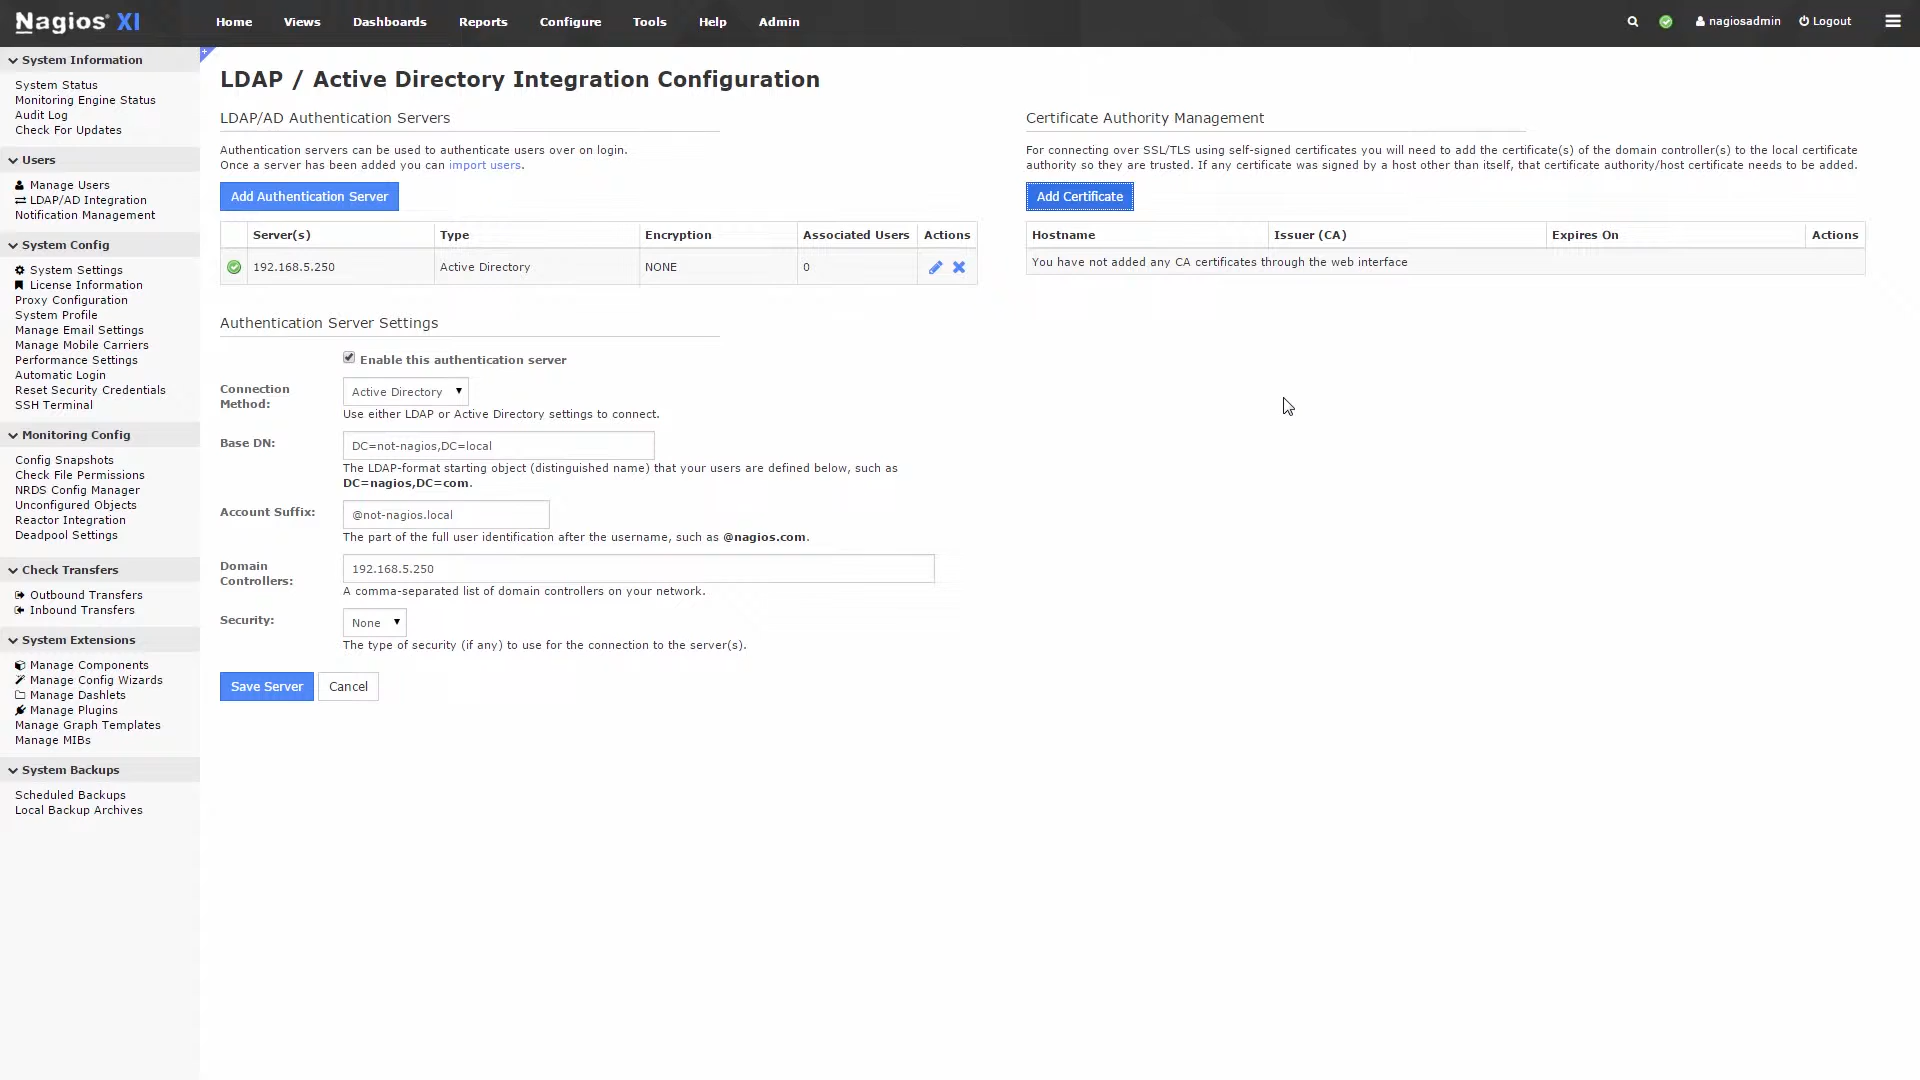 Nagios XI
Home
Views
Dashboards
Reports
Configure
Tools
Help
Admin
nagiosadmin
Logout
System Information
System Status
Monitoring Engine Status
Audit Log
Check For Updates
Users
Manage Users
LDAP/AD Integration
Notification Management
System Config
System Settings
License Information
Proxy Configuration
System Profile
Manage Email Settings
Manage Mobile Carriers
Performance Settings
Automatic Login
Reset Security Credentials
SSH Terminal
Monitoring Config
Config Snapshots
Check File Permissions
NRDS Config Manager
Unconfigured Objects
Reactor Integration
Deadpool Settings
Check Transfers
Outbound Transfers
Inbound Transfers
System Extensions
Manage Components
Manage Config Wizards
Manage Dashlets
Manage Plugins
Manage Graph Templates
Manage MIBs
System Backups
Scheduled Backups
Local Backup Archives
LDAP / Active Directory Integration Configuration
LDAP/AD Authentication Servers
Authentication servers can be used to authenticate users over on login.
Once a server has been added you can import users.
Add Authentication Server
Server(s) Type Encryption Associated Users Actions
192.168.5.250 Active Directory NONE 0
Authentication Server Settings
Enable this authentication server
Connection
Method:
Active Directory
Use either LDAP or Active Directory settings to connect.
Base DN:
DC=not-nagios,DC=local
The LDAP-format starting object (distinguished name) that your users are defined below, such as
DC=nagios,DC=com.
Account Suffix:
@not-nagios.local
The part of the full user identification after the username, such as @nagios.com.
Domain
Controllers:
192.168.5.250
A comma-separated list of domain controllers on your network.
Security:
None
The type of security (if any) to use for the connection to the server(s).
Save Server
Cancel
Certificate Authority Management
For connecting over SSL/TLS using self-signed certificates you will need to add the certificate(s) of the domain controller(s) to the local certificate
authority so they are trusted. If any certificate was signed by a host other than itself, that certificate authority/host certificate needs to be added.
Add Certificate
Hostname Issuer (CA) Expires On Actions
You have not added any CA certificates through the web interface